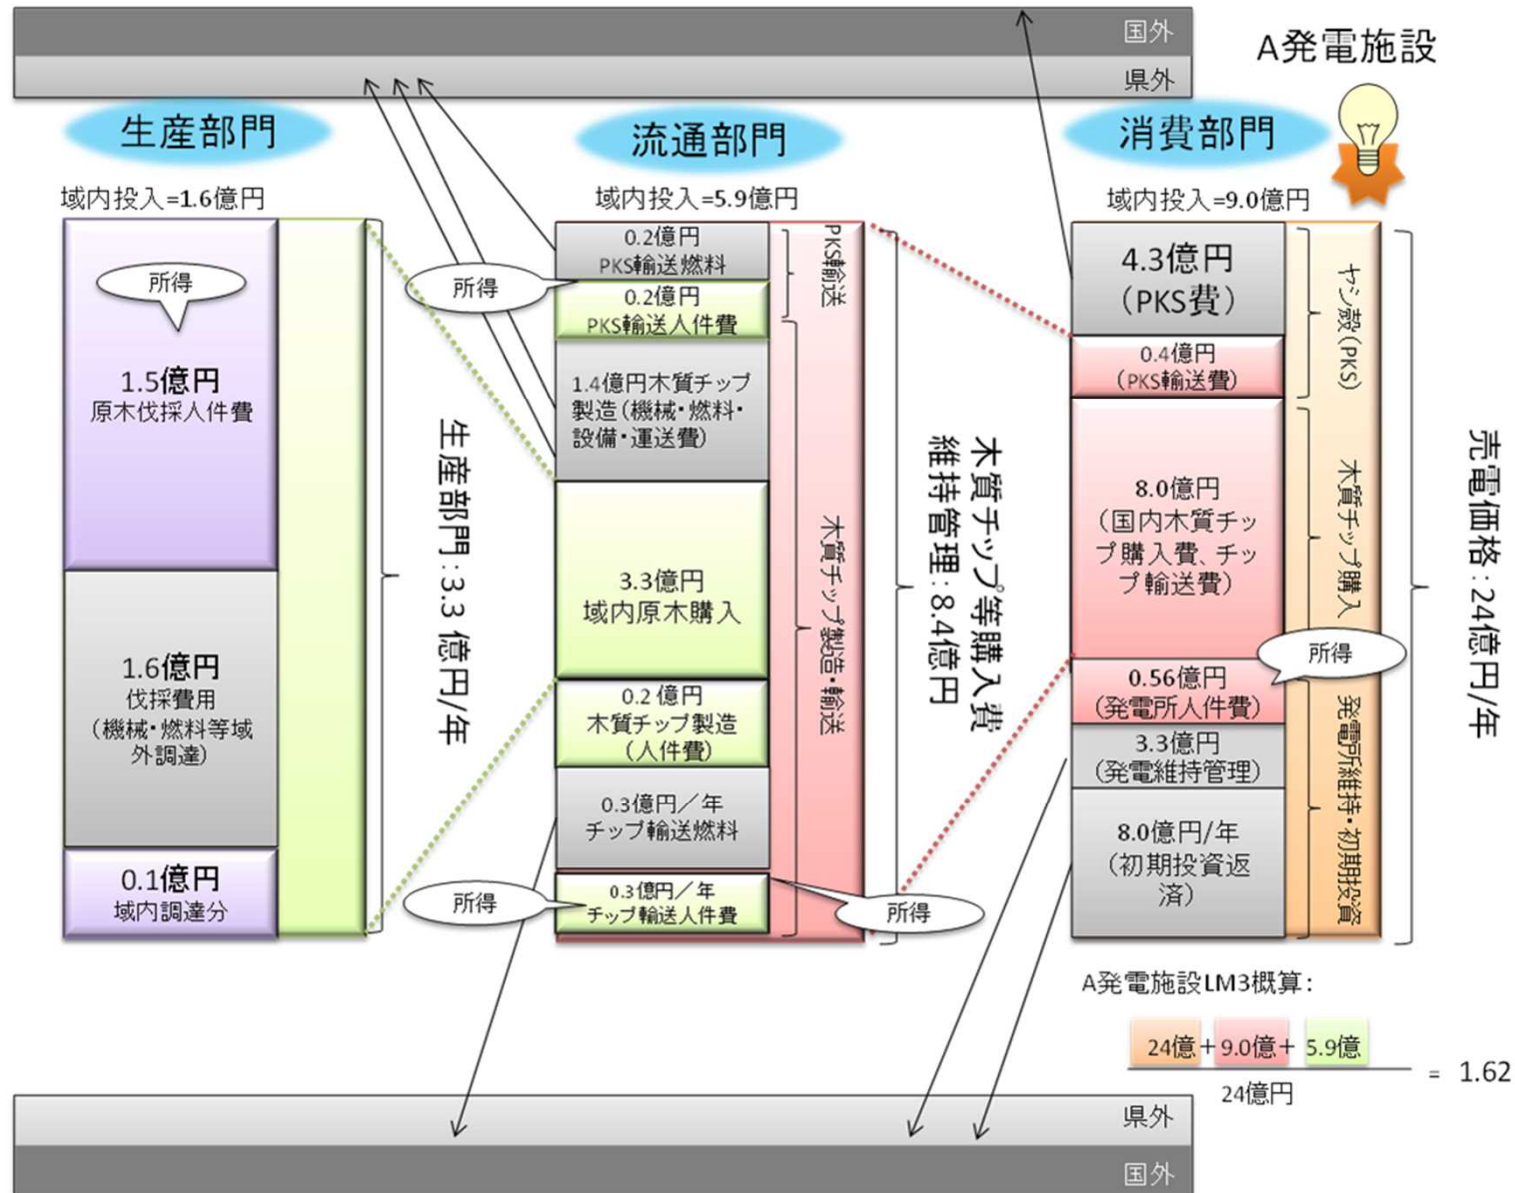 国外
県外
A発電施設
生産部門
流通部門
消費部門
域内投入=1.6億円
域内投入=5.9億円
域内投入=9.0億円
所得
1.5億円
原木伐採人件費
1.6億円
伐採費用
(機械・燃料等域
外調達)
0.1億円
域内調達分
生産部門:3.3 億円/年
0.2億円
PKS輸送燃料
所得
0.2億円
PKS輸送人件費
1.4億円木質チップ
製造(機械・燃料・
設備・運送費)
3.3億円
域内原木購入
0.2 億円
木質チップ製造
(人件費)
0.3億円/年
チップ輸送燃料
所得
0.3億円/年
チップ輸送人件費
所得
PKS輸送
木質チップ製造・輸送
木質チップ等購入費
維持管理:8.4億円
4.3億円
(PKS費)
0.4億円
(PKS輸送費)
8.0億円
(国内木質チッ
プ購入費、チッ
プ輸送費)
所得
0.56億円
(発電所人件費)
3.3億円
(発電維持管理)
8.0億円/年
(初期投資返
済)
ヤシ殻(PKS)
木質チップ購入
発電所維持・初期投資
売電価格:24億円/年
A発電施設LM3概算:
24億+9.0億+ 5.9億
24億円
= 1.62
県外
国外